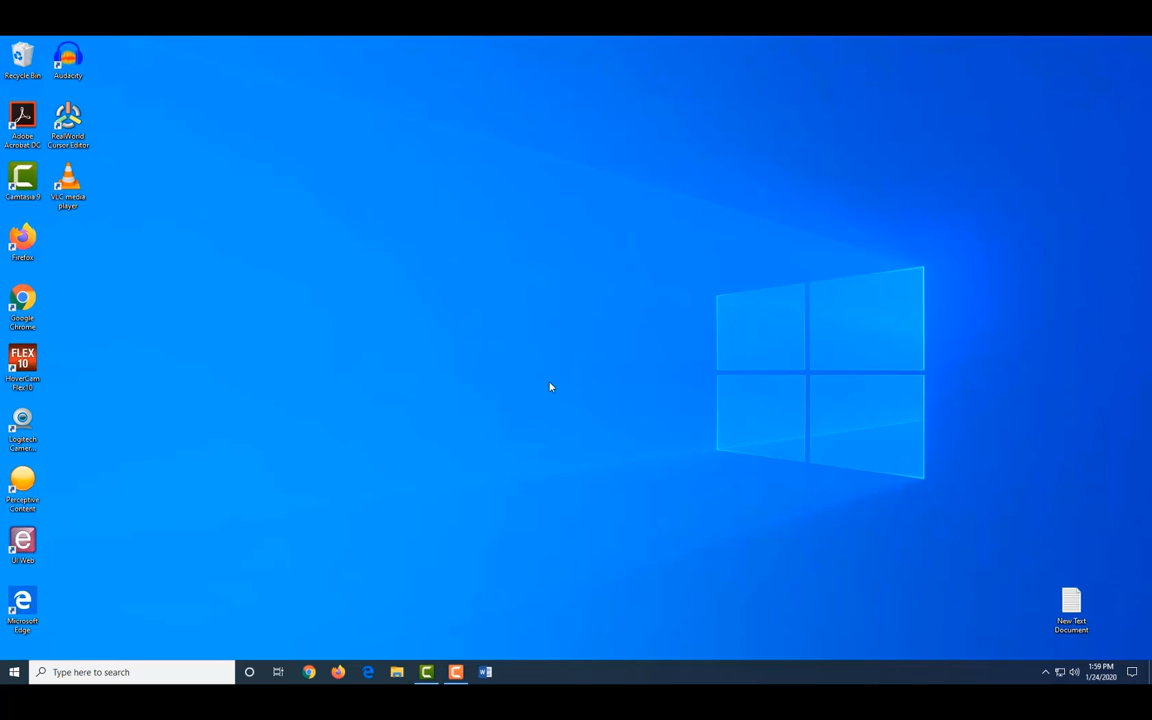 Recycle Bin
Audacity
Adobe
Acrobat DC
RealWorld
Cursor Editor
Camtasia 9
VLC media
player
Firefox
Google
Chrome
FLEX
10
HoverCam
Flex10
Logitech
Camer...
Perceptive
Content
UI Web
Microsoft
Edge
New Text
Document
Type here to search
1:59 PM
1/24/2020